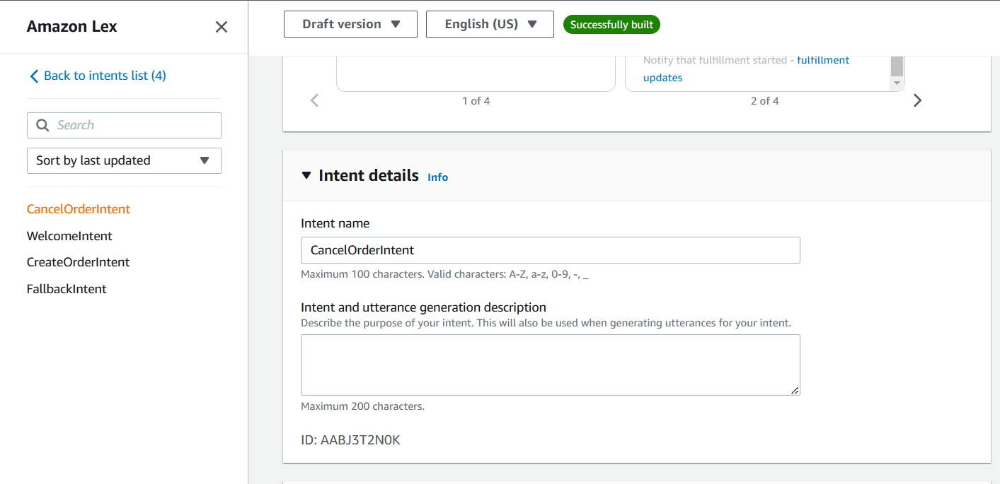 Amazon Lex
Back to intents list (4)
Search
Sort by last updated
CancelOrderIntent
WelcomeIntent
CreateOrderIntent
FallbackIntent
Draft version
English (US)
Successfully built
Notify that fulfillment started - fulfillment
updates
1 of 4
2 of 4
Intent details Info
Intent name
CancelOrderIntent
Maximum 100 characters. Valid characters: A-Z, a-z, 0-9, -, _
Intent and utterance generation description
Describe the purpose of your intent. This will also be used when generating utterances for your intent.
Maximum 200 characters.
ID: AABJ3T2N0K